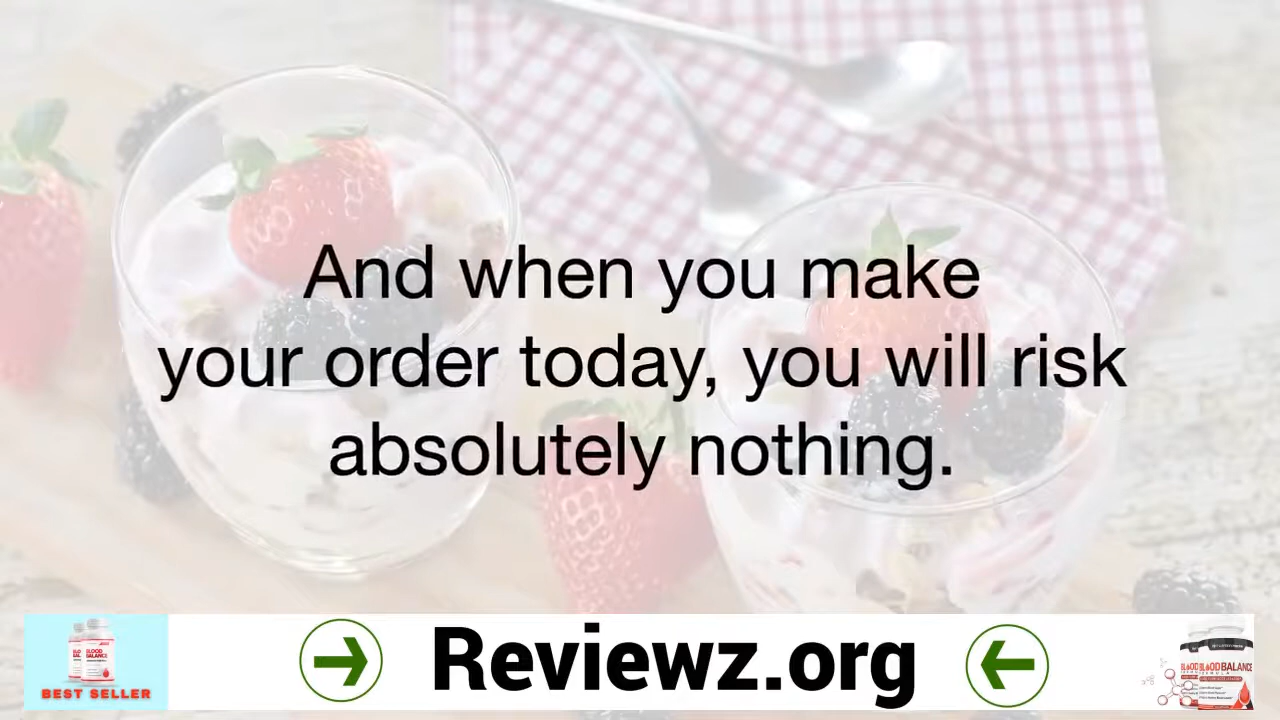 And when you make
your order today, you will risk
absolutely nothing.
Reviewz.org
BLOOD
BALANCE
BEST SELLER
BLOOD BALANCE
FORMULA